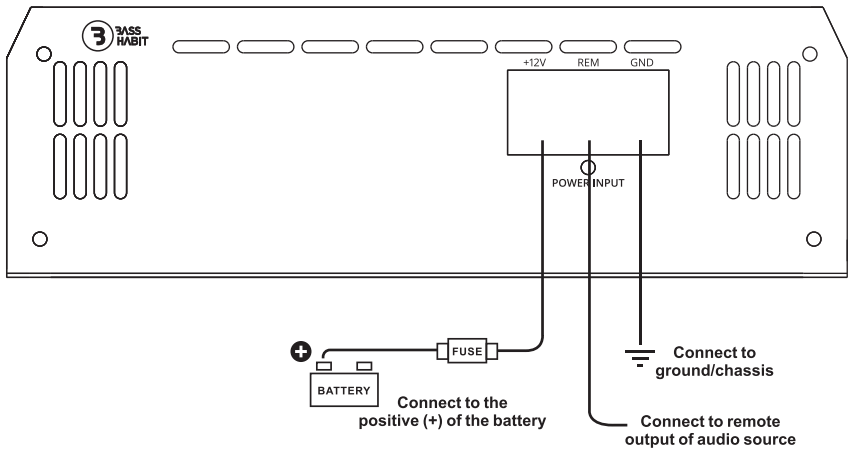 BASS
HABIT
+12V REM GND
POWER INPUT
FUSE
BATTERY
Connect to the
positive (+) of the battery
Connect to
ground/chassis
Connect to remote
output of audio source